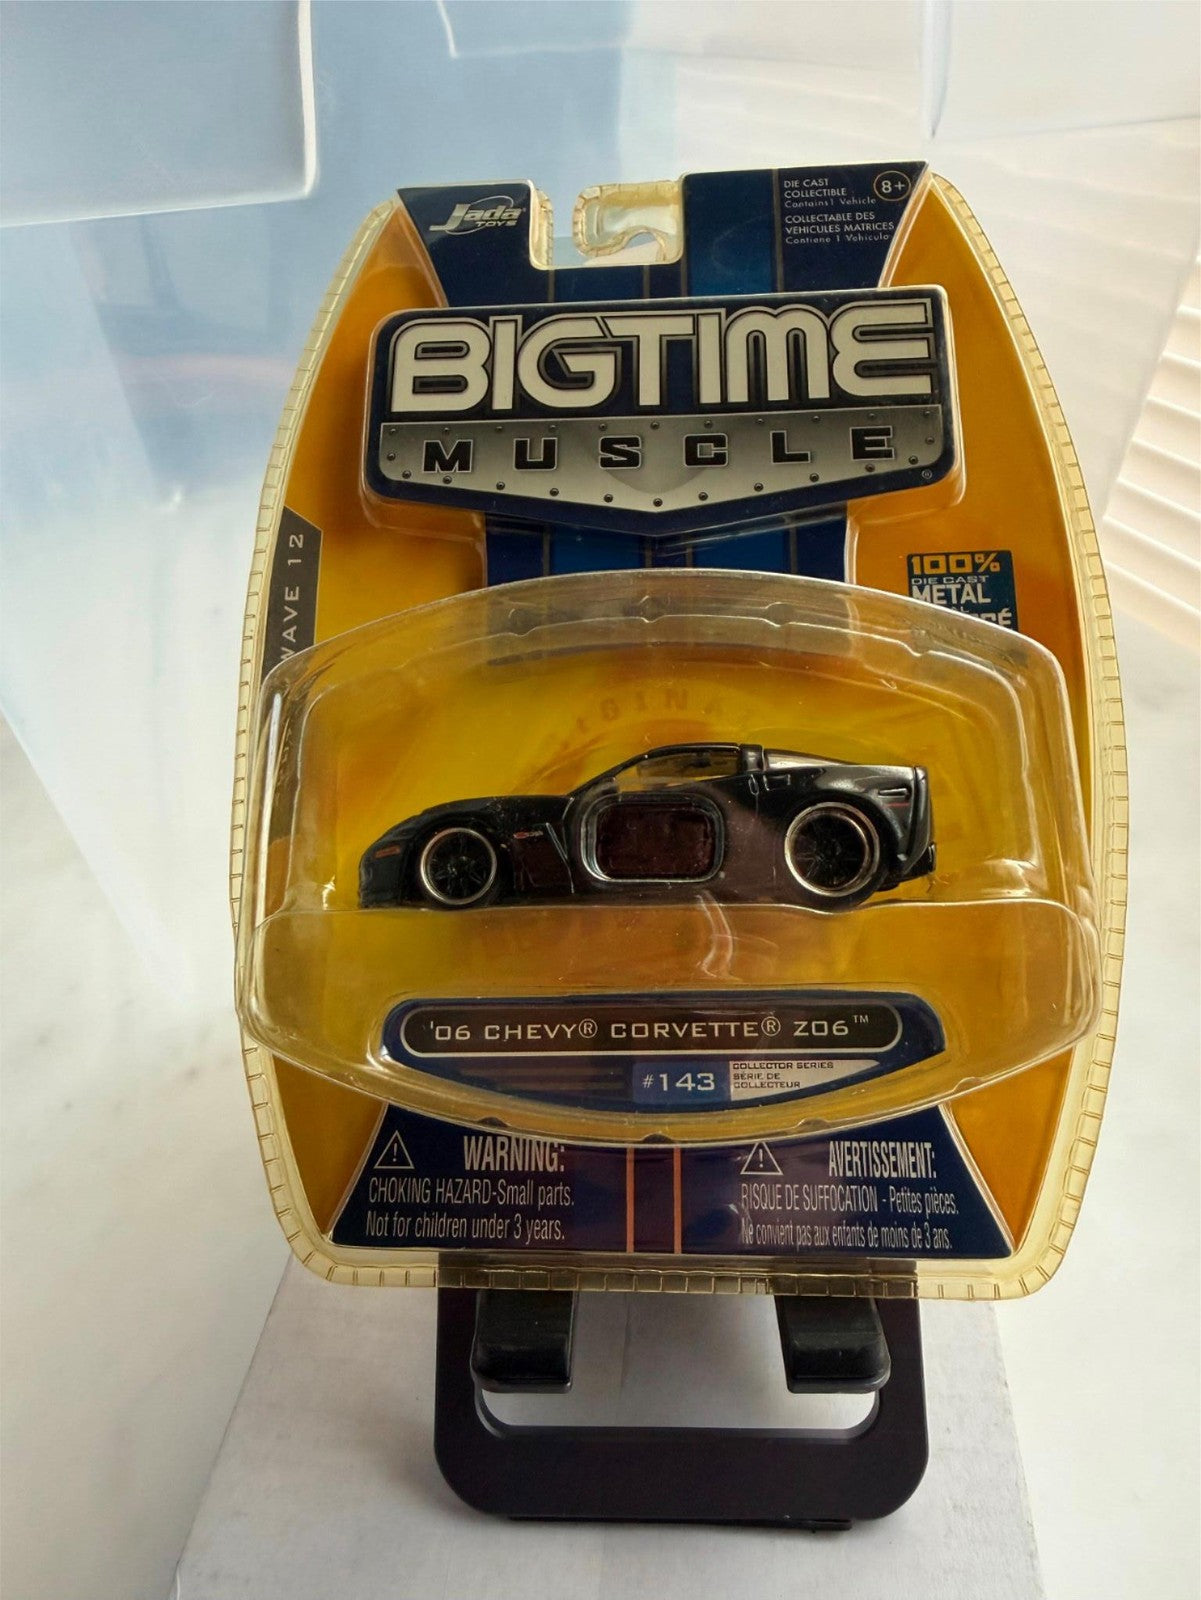 Jada
TOYS
DIE CAST
COLLECTIBLE
Contains 1 Vehicle
8+
COLLECTABLE DES
VEHICULES MATRICES
Contiene 1 Vehiculo
BIGTIME
MUSCLE
®
WAVE 12
100%
DIE CAST
METAL
'06 CHEVY® CORVETTE® Z06™
#143
COLLECTOR SERIES
SÉRIE DE
COLLECTEUR
WARNING:
CHOKING HAZARD-Small parts.
Not for children under 3 years.
AVERTISSEMENT:
RISQUE DE SUFFOCATION - Petites pièces.
Ne convient pas aux enfants de moins de 3 ans.